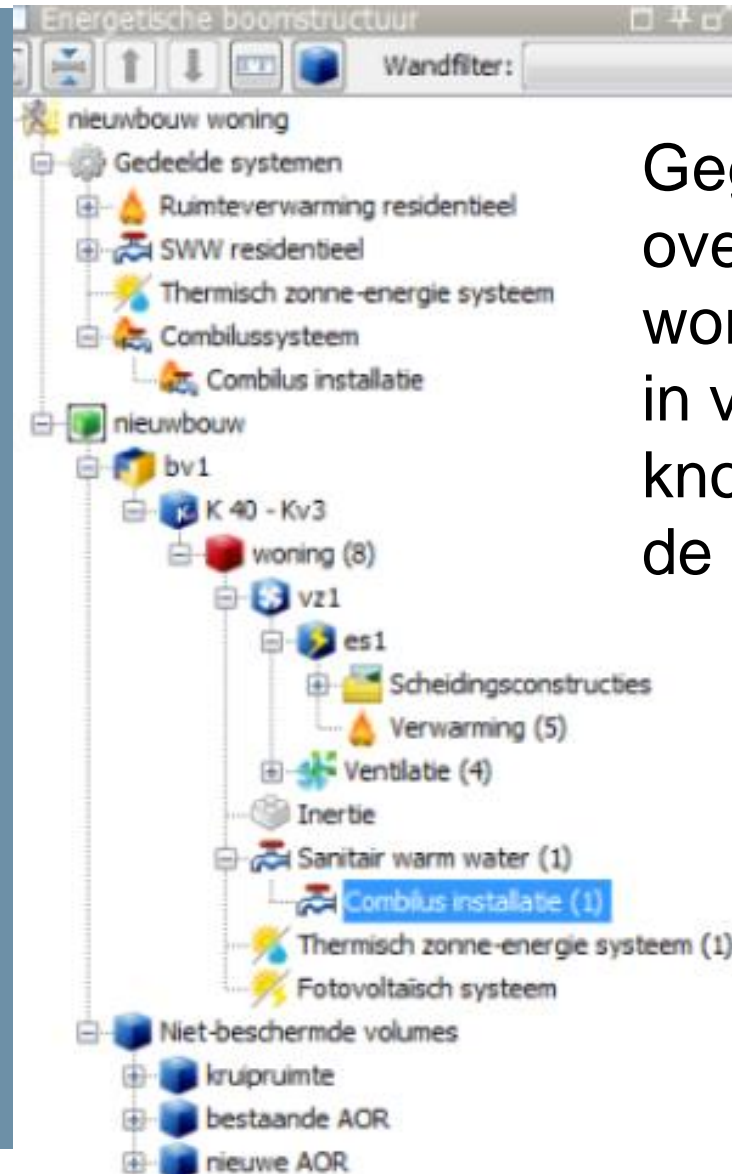 Energetische boomstructuur
Wandfilter:
nieuwbouw woning
Gedeelde systemen
Ruimteverwarming residentieel
SWW residentieel
Thermisch zonne-energie systeem
Combilussysteem
Combilus installatie
nieuwbouw
bv1
K 40 - Kv3
woning (8)
vz1
es1
Scheidingsconstructies
Verwarming (5)
Ventilatie (4)
Inertie
Sanitair warm water (1)
Combilus installatie (1)
Thermisch zonne-energie systeem (1)
Fotovoltaïsch systeem
Niet-beschermde volumes
kruipruimte
bestaande AOR
nieuwe AOR
ove
in v
de